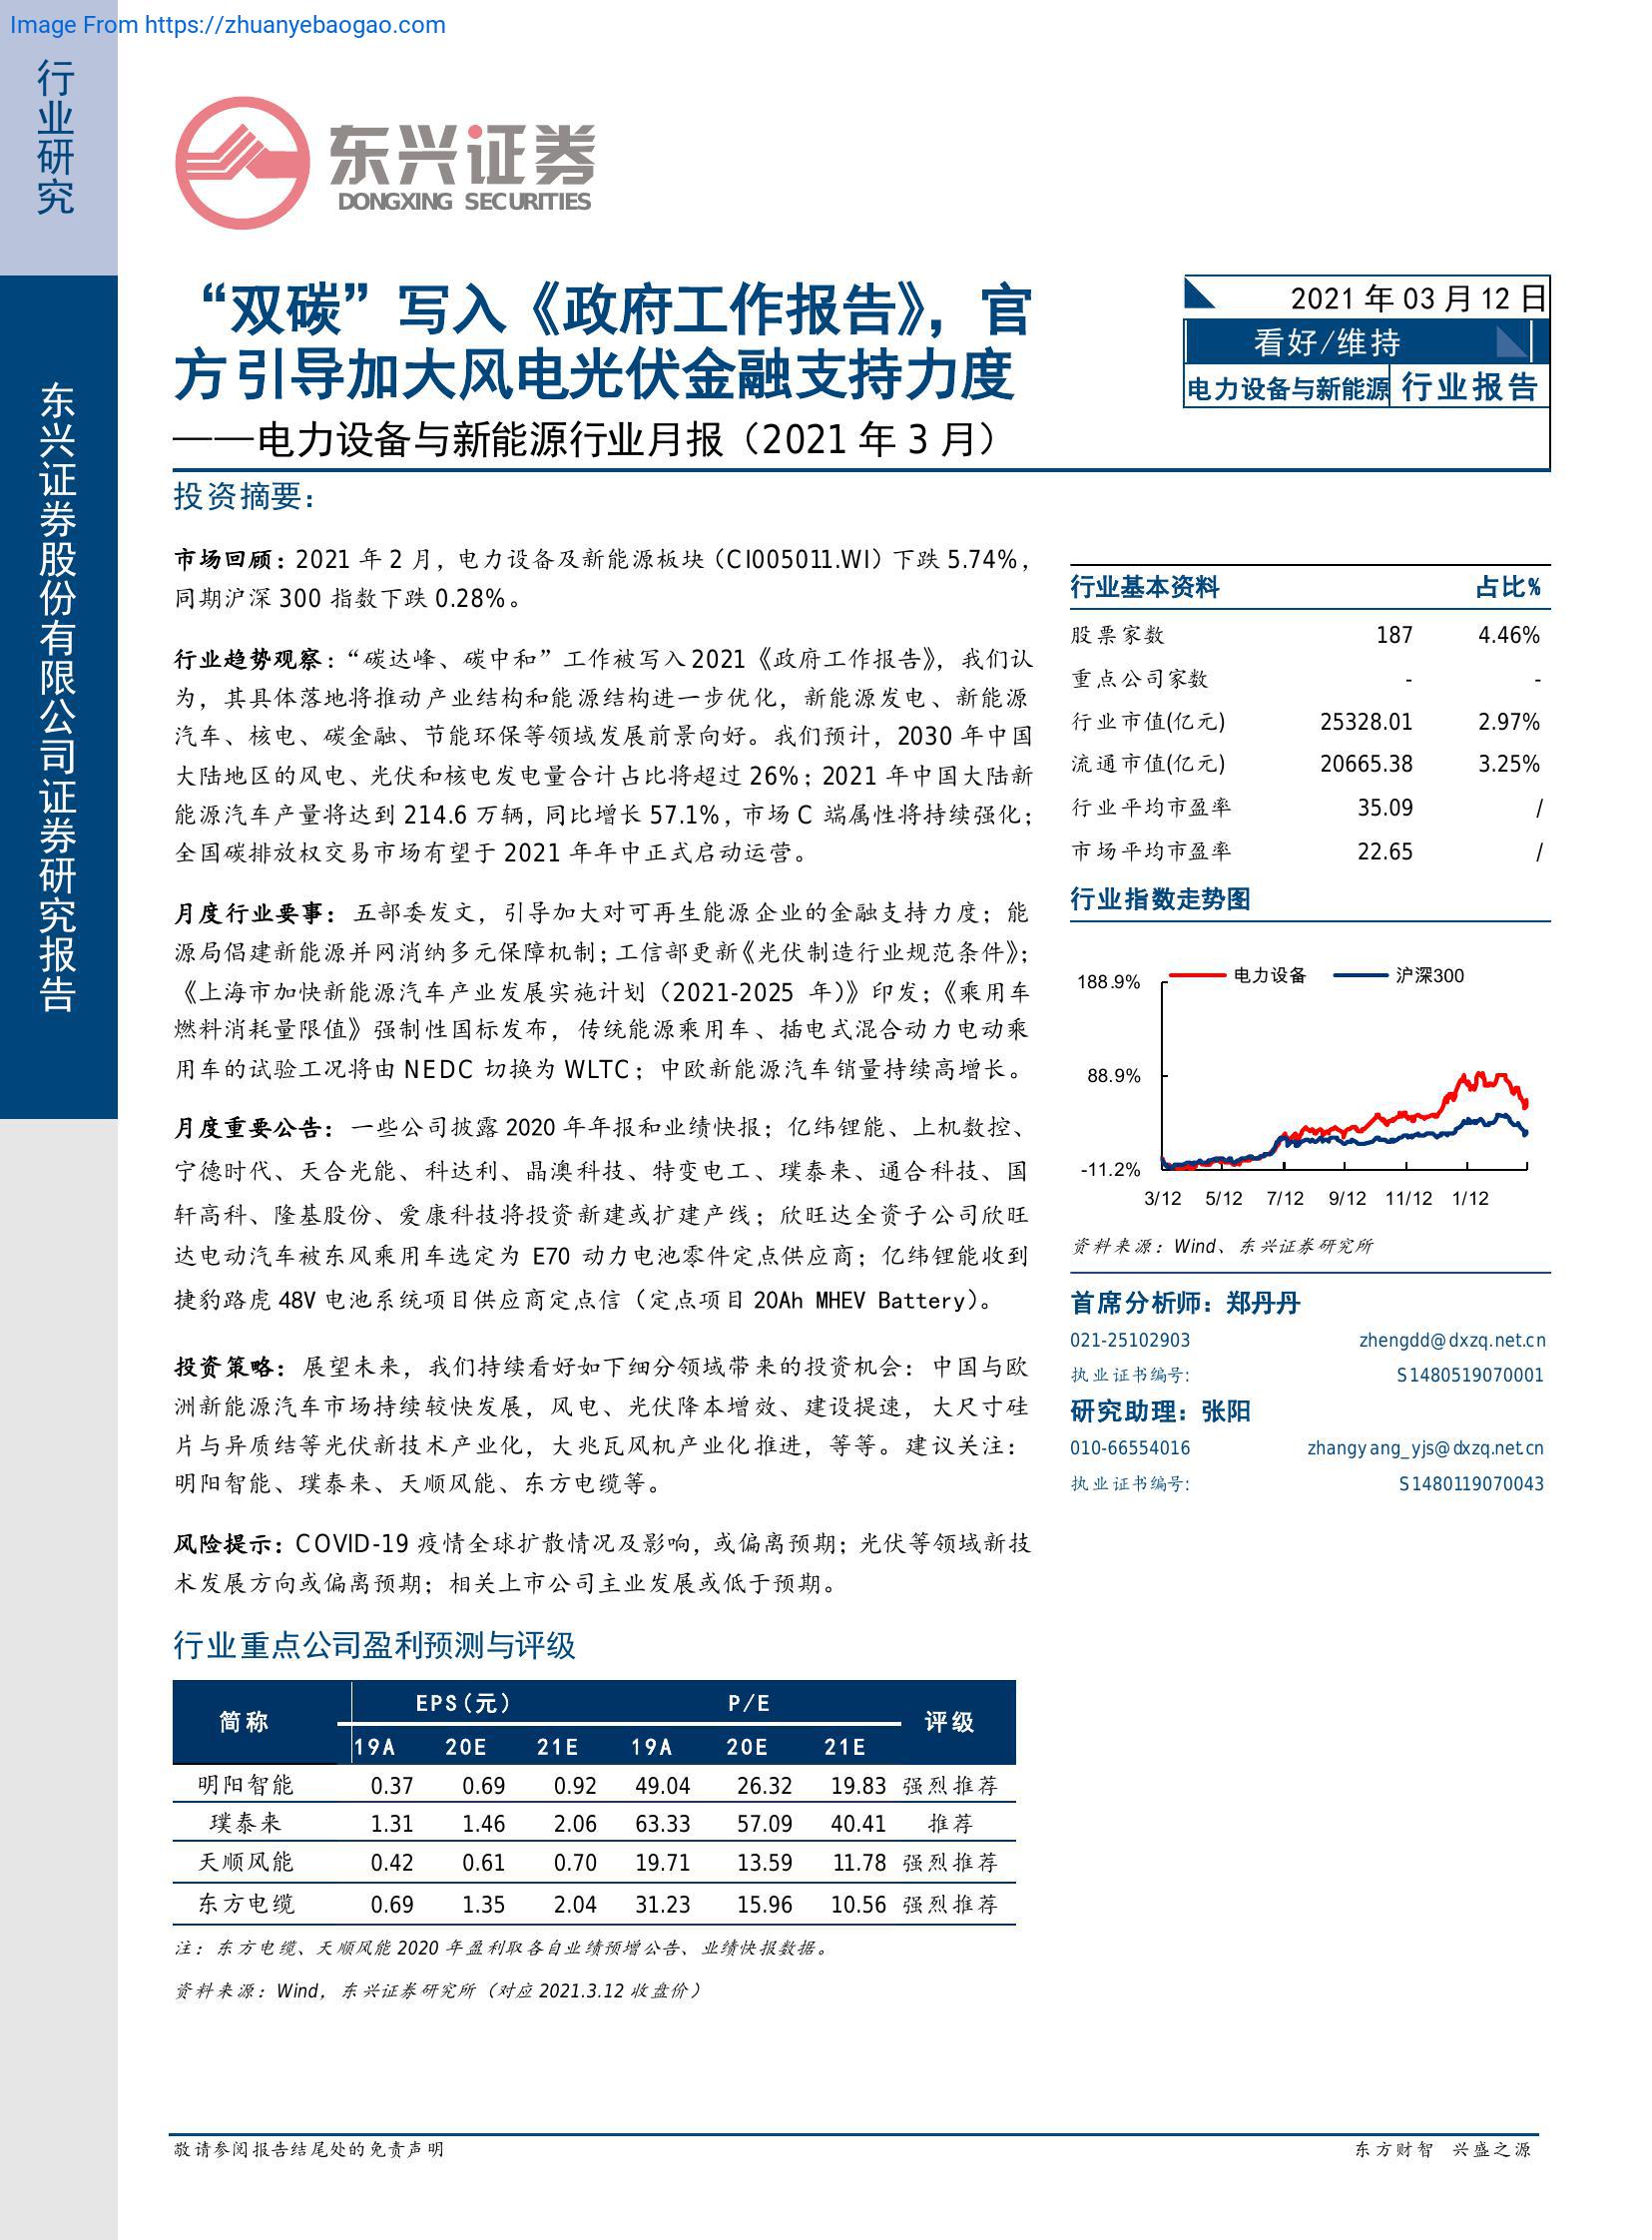 Image From https://zhuanyebaogao.com
行业研究
东兴证券股份有限公司证券研究报告
东兴证券
DONGXING SECURITIES
“双碳”写入《政府工作报告》，官
方引导加大风电光伏金融支持力度
——电力设备与新能源行业月报（2021 年 3 月）
2021 年 03 月 12 日
看好/维持
电力设备与新能源 行业报告
投资摘要：
市场回顾：2021 年 2 月，电力设备及新能源板块（CI005011.WI）下跌 5.74%，
同期沪深 300 指数下跌 0.28%。
行业趋势观察：“碳达峰、碳中和”工作被写入 2021《政府工作报告》，我们认
为，其具体落地将推动产业结构和能源结构进一步优化，新能源发电、新能源
汽车、核电、碳金融、节能环保等领域发展前景向好。我们预计，2030 年中国
大陆地区的风电、光伏和核电发电量合计占比将超过 26%；2021 年中国大陆新
能源汽车产量将达到 214.6 万辆，同比增长 57.1%，市场 C 端属性将持续强化；
全国碳排放权交易市场有望于 2021 年年中正式启动运营。
月度行业要事：五部委发文，引导加大对可再生能源企业的金融支持力度；能
源局倡建新能源并网消纳多元保障机制；工信部更新《光伏制造行业规范条件》；
《上海市加快新能源汽车产业发展实施计划（2021-2025 年）》印发；《乘用车
燃料消耗量限值》强制性国标发布，传统能源乘用车、插电式混合动力电动乘
用车的试验工况将由 NEDC 切换为 WLTC；中欧新能源汽车销量持续高增长。
月度重要公告：一些公司披露 2020 年年报和业绩快报；亿纬锂能、上机数控、
宁德时代、天合光能、科达利、晶澳科技、特变电工、璞泰来、通合科技、国
轩高科、隆基股份、爱康科技将投资新建或扩建产线；欣旺达全资子公司欣旺
达电动汽车被东风乘用车选定为 E70 动力电池零件定点供应商；亿纬锂能收到
捷豹路虎 48V 电池系统项目供应商定点信（定点项目 20Ah MHEV Battery）。
投资策略：展望未来，我们持续看好如下细分领域带来的投资机会：中国与欧
洲新能源汽车市场持续较快发展，风电、光伏降本增效、建设提速，大尺寸硅
片与异质结等光伏新技术产业化，大兆瓦风机产业化推进，等等。建议关注：
明阳智能、璞泰来、天顺风能、东方电缆等。
风险提示：COVID-19 疫情全球扩散情况及影响，或偏离预期；光伏等领域新技
术发展方向或偏离预期；相关上市公司主业发展或低于预期。
行业重点公司盈利预测与评级
简称 EPS(元) P/E 评级
19A 20E 21E 19A 20E 21E
明阳智能 0.37 0.69 0.92 49.04 26.32 19.83 强烈推荐
璞泰来 1.31 1.46 2.06 63.33 57.09 40.41 推荐
天顺风能 0.42 0.61 0.70 19.71 13.59 11.78 强烈推荐
东方电缆 0.69 1.35 2.04 31.23 15.96 10.56 强烈推荐
注：东方电缆、天顺风能 2020 年盈利取各自业绩预增公告、业绩快报数据。
资料来源：Wind，东兴证券研究所（对应 2021.3.12 收盘价）
行业基本资料 占比%
股票家数 187 4.46%
重点公司家数 - -
行业市值(亿元) 25328.01 2.97%
流通市值(亿元) 20665.38 3.25%
行业平均市盈率 35.09 /
市场平均市盈率 22.65 /
行业指数走势图
电力设备 沪深300
188.9%
88.9%
-11.2%
3/12 5/12 7/12 9/12 11/12 1/12
资料来源：Wind、东兴证券研究所
首席分析师：郑丹丹
021-25102903 zhengdd@dxzq.net.cn
执业证书编号: S1480519070001
研究助理：张阳
010-66554016 zhangyang_yjs@dxzq.net.cn
执业证书编号: S1480119070043
敬请参阅报告结尾处的免责声明 东方财智 兴盛之源